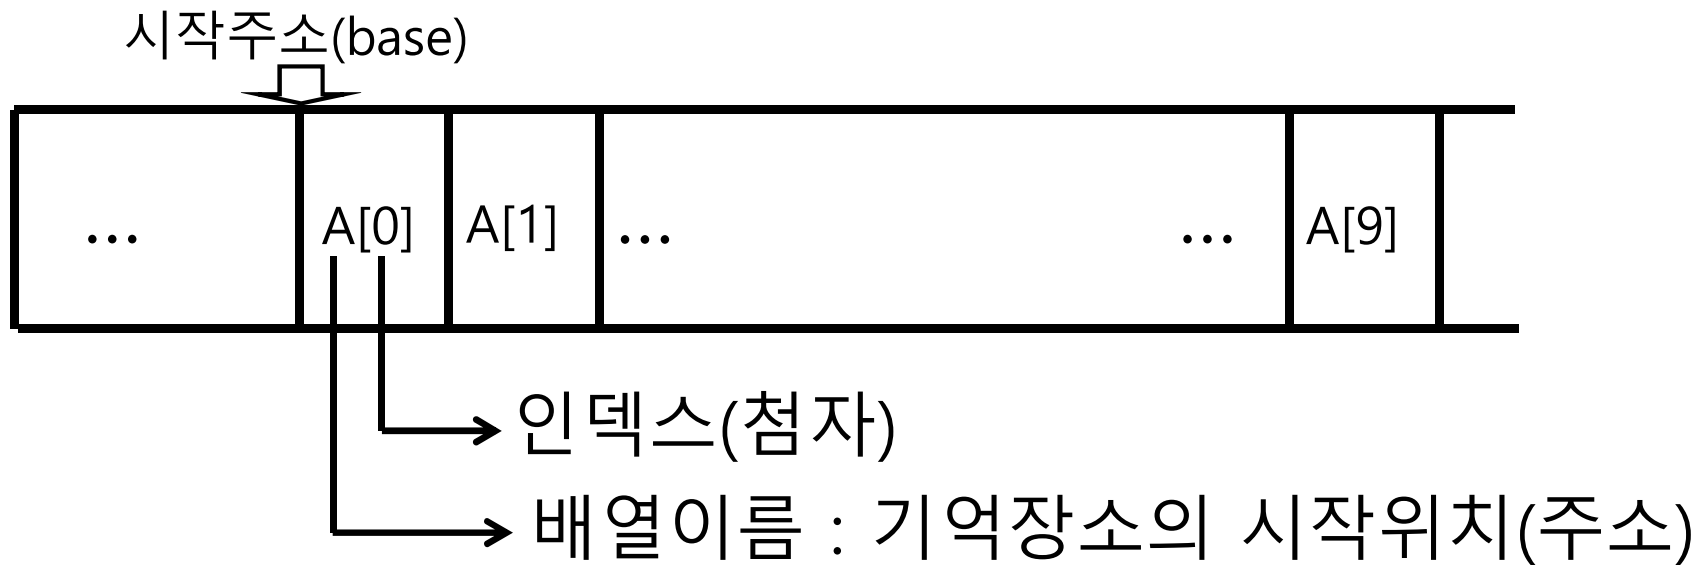 시작주소(base)
... A[0] A[1] ... ... A[9]
인덱스(첨자)
배열이름 : 기억장소의 시작위치(주소)